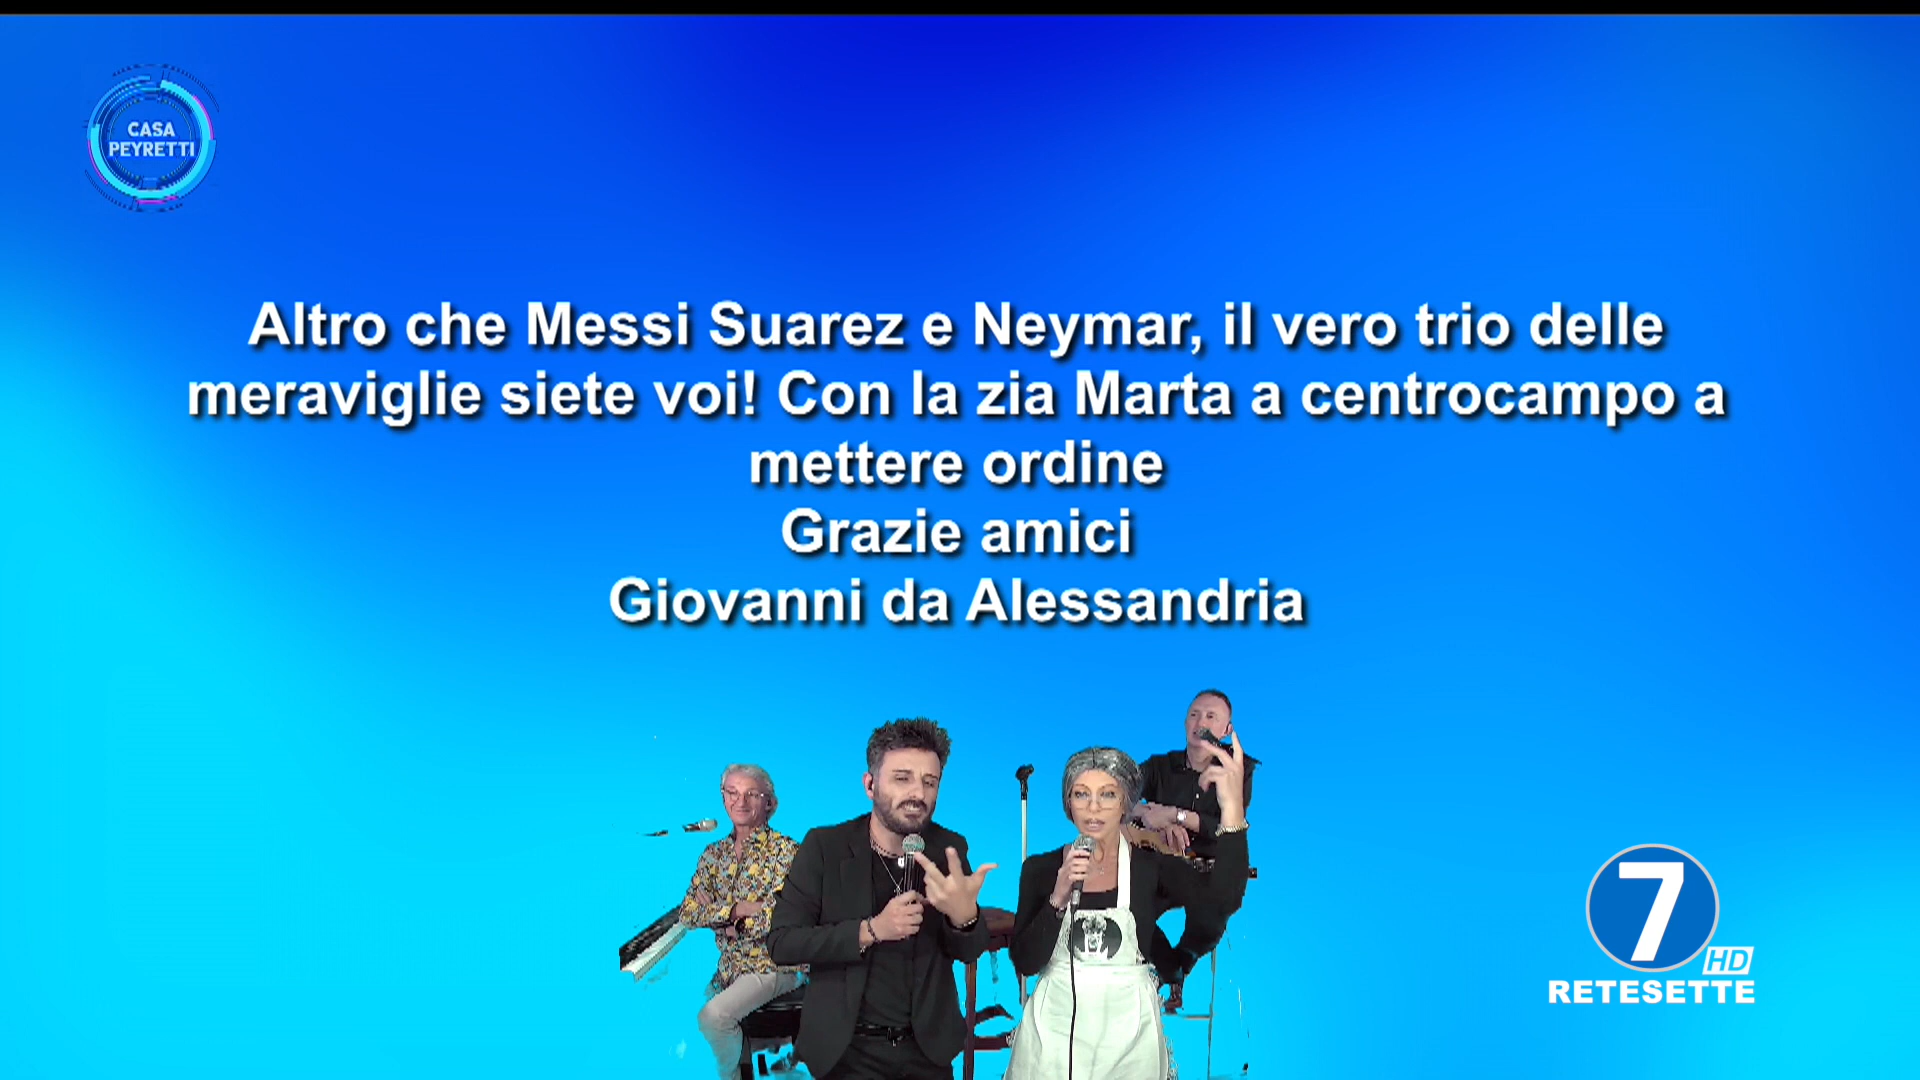 CASA
PEYRETTI
Altro che Messi Suarez e Neymar, il vero trio delle
meraviglie siete voi! Con la zia Marta a centrocampo a
mettere ordine
Grazie amici
Giovanni da Alessandria
7
HD
RETESETTE